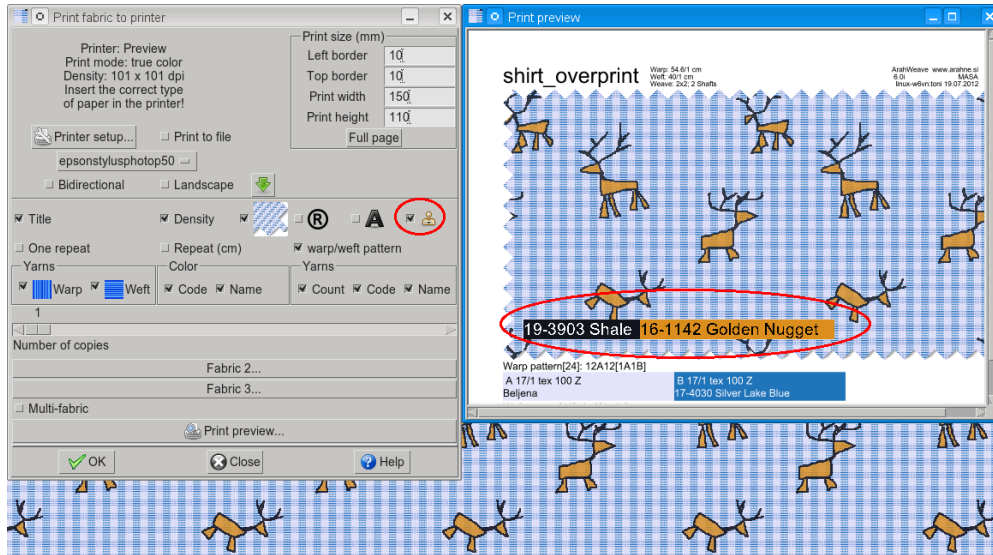 Print fabric to printer
Printer: Preview
Print mode: true color
Density: 101 x 101 dpi
Insert the correct type
of paper in the printer!
Print size (mm)
Left border 10
Top border 10
Print width 150
Print height 110
Full page
Printer setup... Print to file
epsonstylusphotop50
Bidirectional Landscape
Title Density ® A
One repeat Repeat (cm) warp/weft pattern
Yarns Color Yarns
Warp Weft Code Name Count Code Name
1
Number of copies
Fabric 2...
Fabric 3...
Multi-fabric
Print preview...
OK Close Help
Print preview
shirt_overprint
Warp: 54.6/1 cm
Weft: 40/1 cm
Weave: 2x2; 2 Shafts
ArahWeave www.arahne.si
6.0i MASA
linux-w6vn:toni 19.07.2012
19-3903 Shale 16-1142 Golden Nugget
Warp pattern[24]: 12A12[1A1B]
A 17/1 tex 100 Z B 17/1 tex 100 Z
Beljena 17-4030 Silver Lake Blue